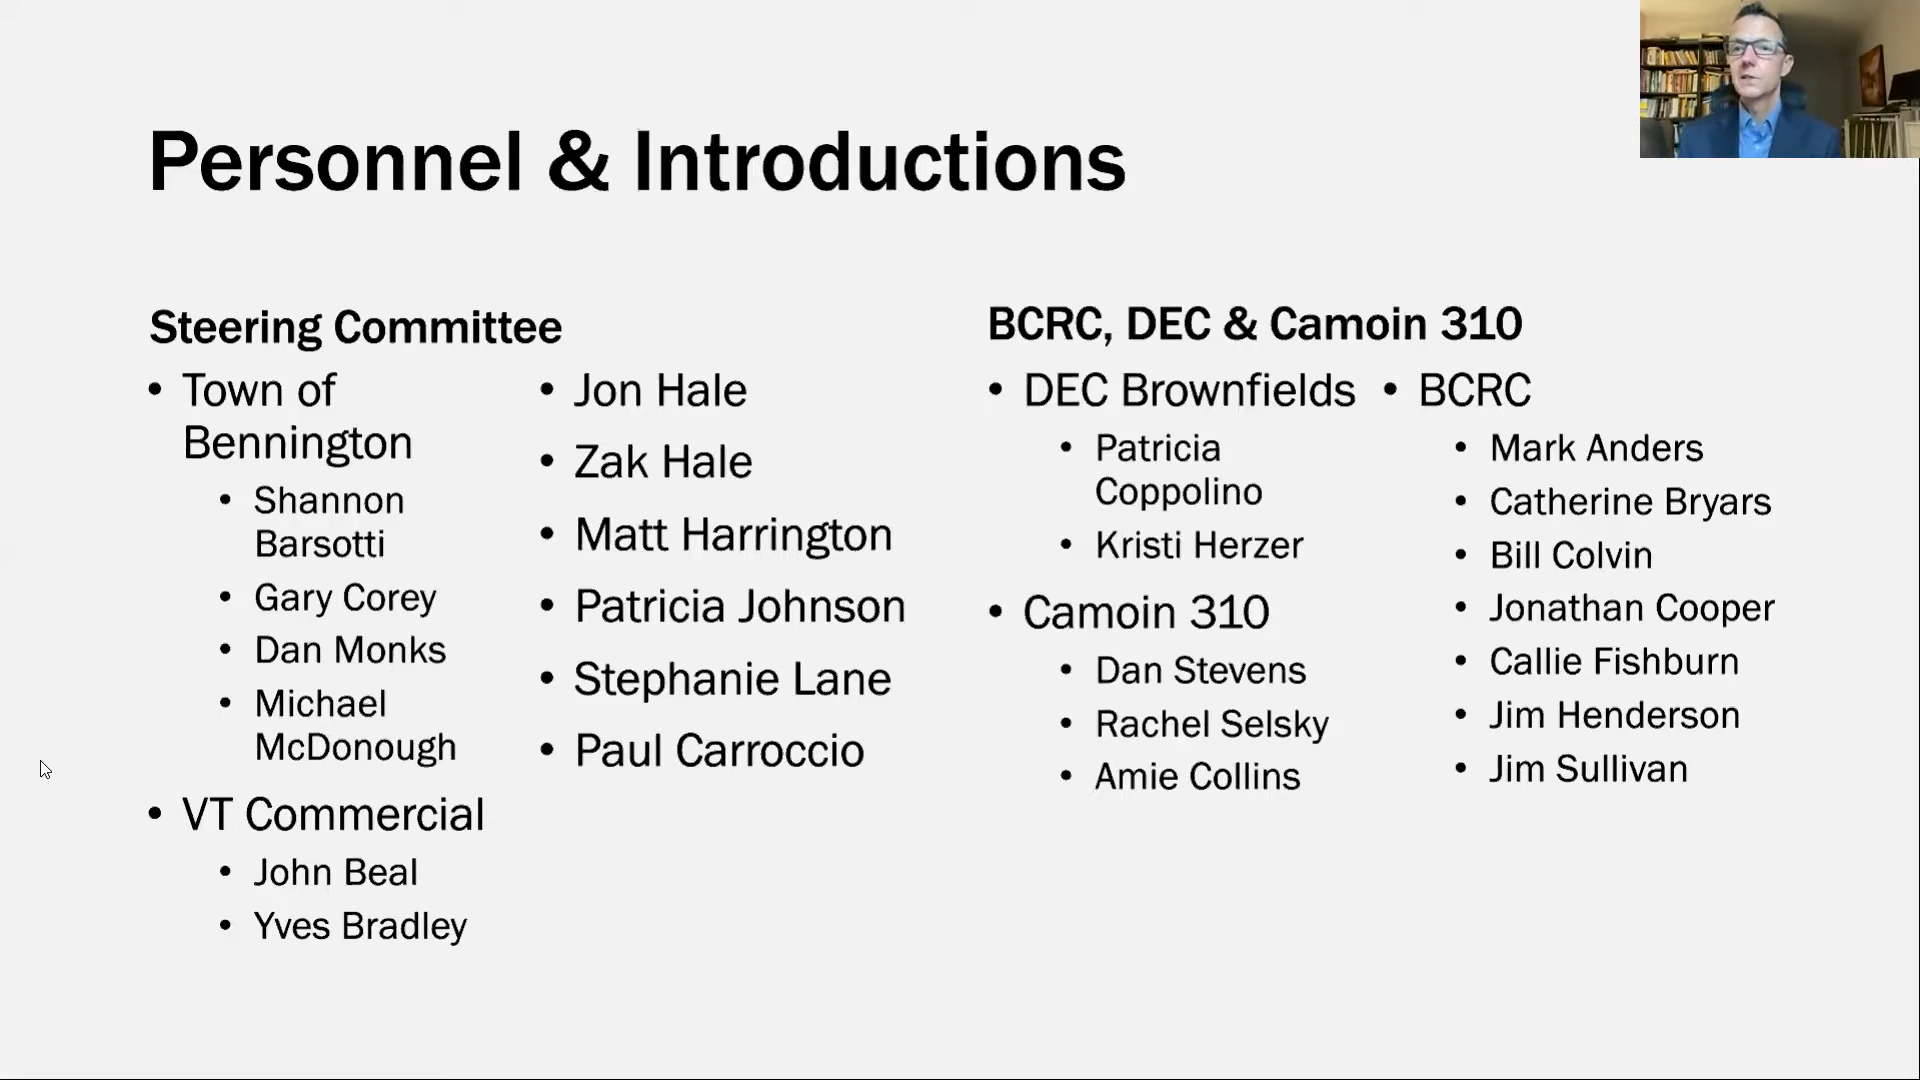 Personnel & Introductions
Steering Committee
• Town of
Bennington
• Shannon
Barsotti
• Gary Corey
• Dan Monks
• Michael
McDonough
• VT Commercial
• John Beal
• Yves Bradley
• Jon Hale
• Zak Hale
• Matt Harrington
• Patricia Johnson
• Stephanie Lane
• Paul Carroccio
BCRC, DEC & Camoin 310
• DEC Brownfields
• Patricia
Coppolino
• Kristi Herzer
• Camoin 310
• Dan Stevens
• Rachel Selsky
• Amie Collins
• BCRC
• Mark Anders
• Catherine Bryars
• Bill Colvin
• Jonathan Cooper
• Callie Fishburn
• Jim Henderson
• Jim Sullivan